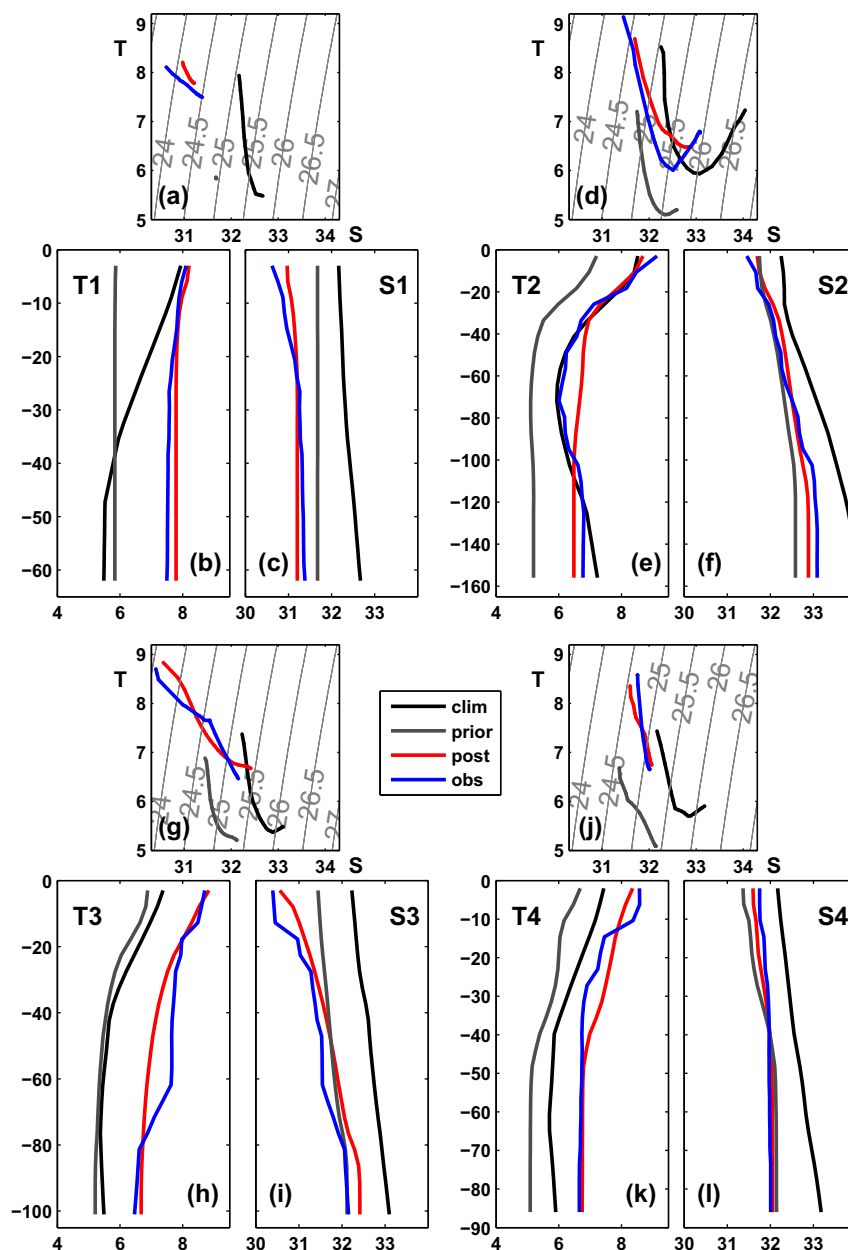 9
T
8
7
6
5
24
24.5
25
25.5
26
26.5
27
(a)
31 32 33 34 S
9
T
8
7
6
5
24
24.5
25
25.5
26
26.5
(d)
31 32 33 34 S
0
−10
−20
−30
−40
−50
−60
T1
S1
(b)
(c)
4 6 8 30 31 32 33
0
−20
−40
−60
−80
−100
−120
−140
−160
T2
S2
(e)
(f)
4 6 8 30 31 32 33
9
T
8
7
6
5
24
24.5
25
25.5
26
26.5
27
(g)
31 32 33 34 S
clim
prior
post
obs
9
T
8
7
6
5
24
24.5
25
25.5
26
26.5
(j)
31 32 33 34 S
0
−20
−40
−60
−80
−100
T3
S3
(h)
(i)
4 6 8 30 31 32 33
0
−10
−20
−30
−40
−50
−60
−70
−80
−90
T4
S4
(k)
(l)
4 6 8 30 31 32 33